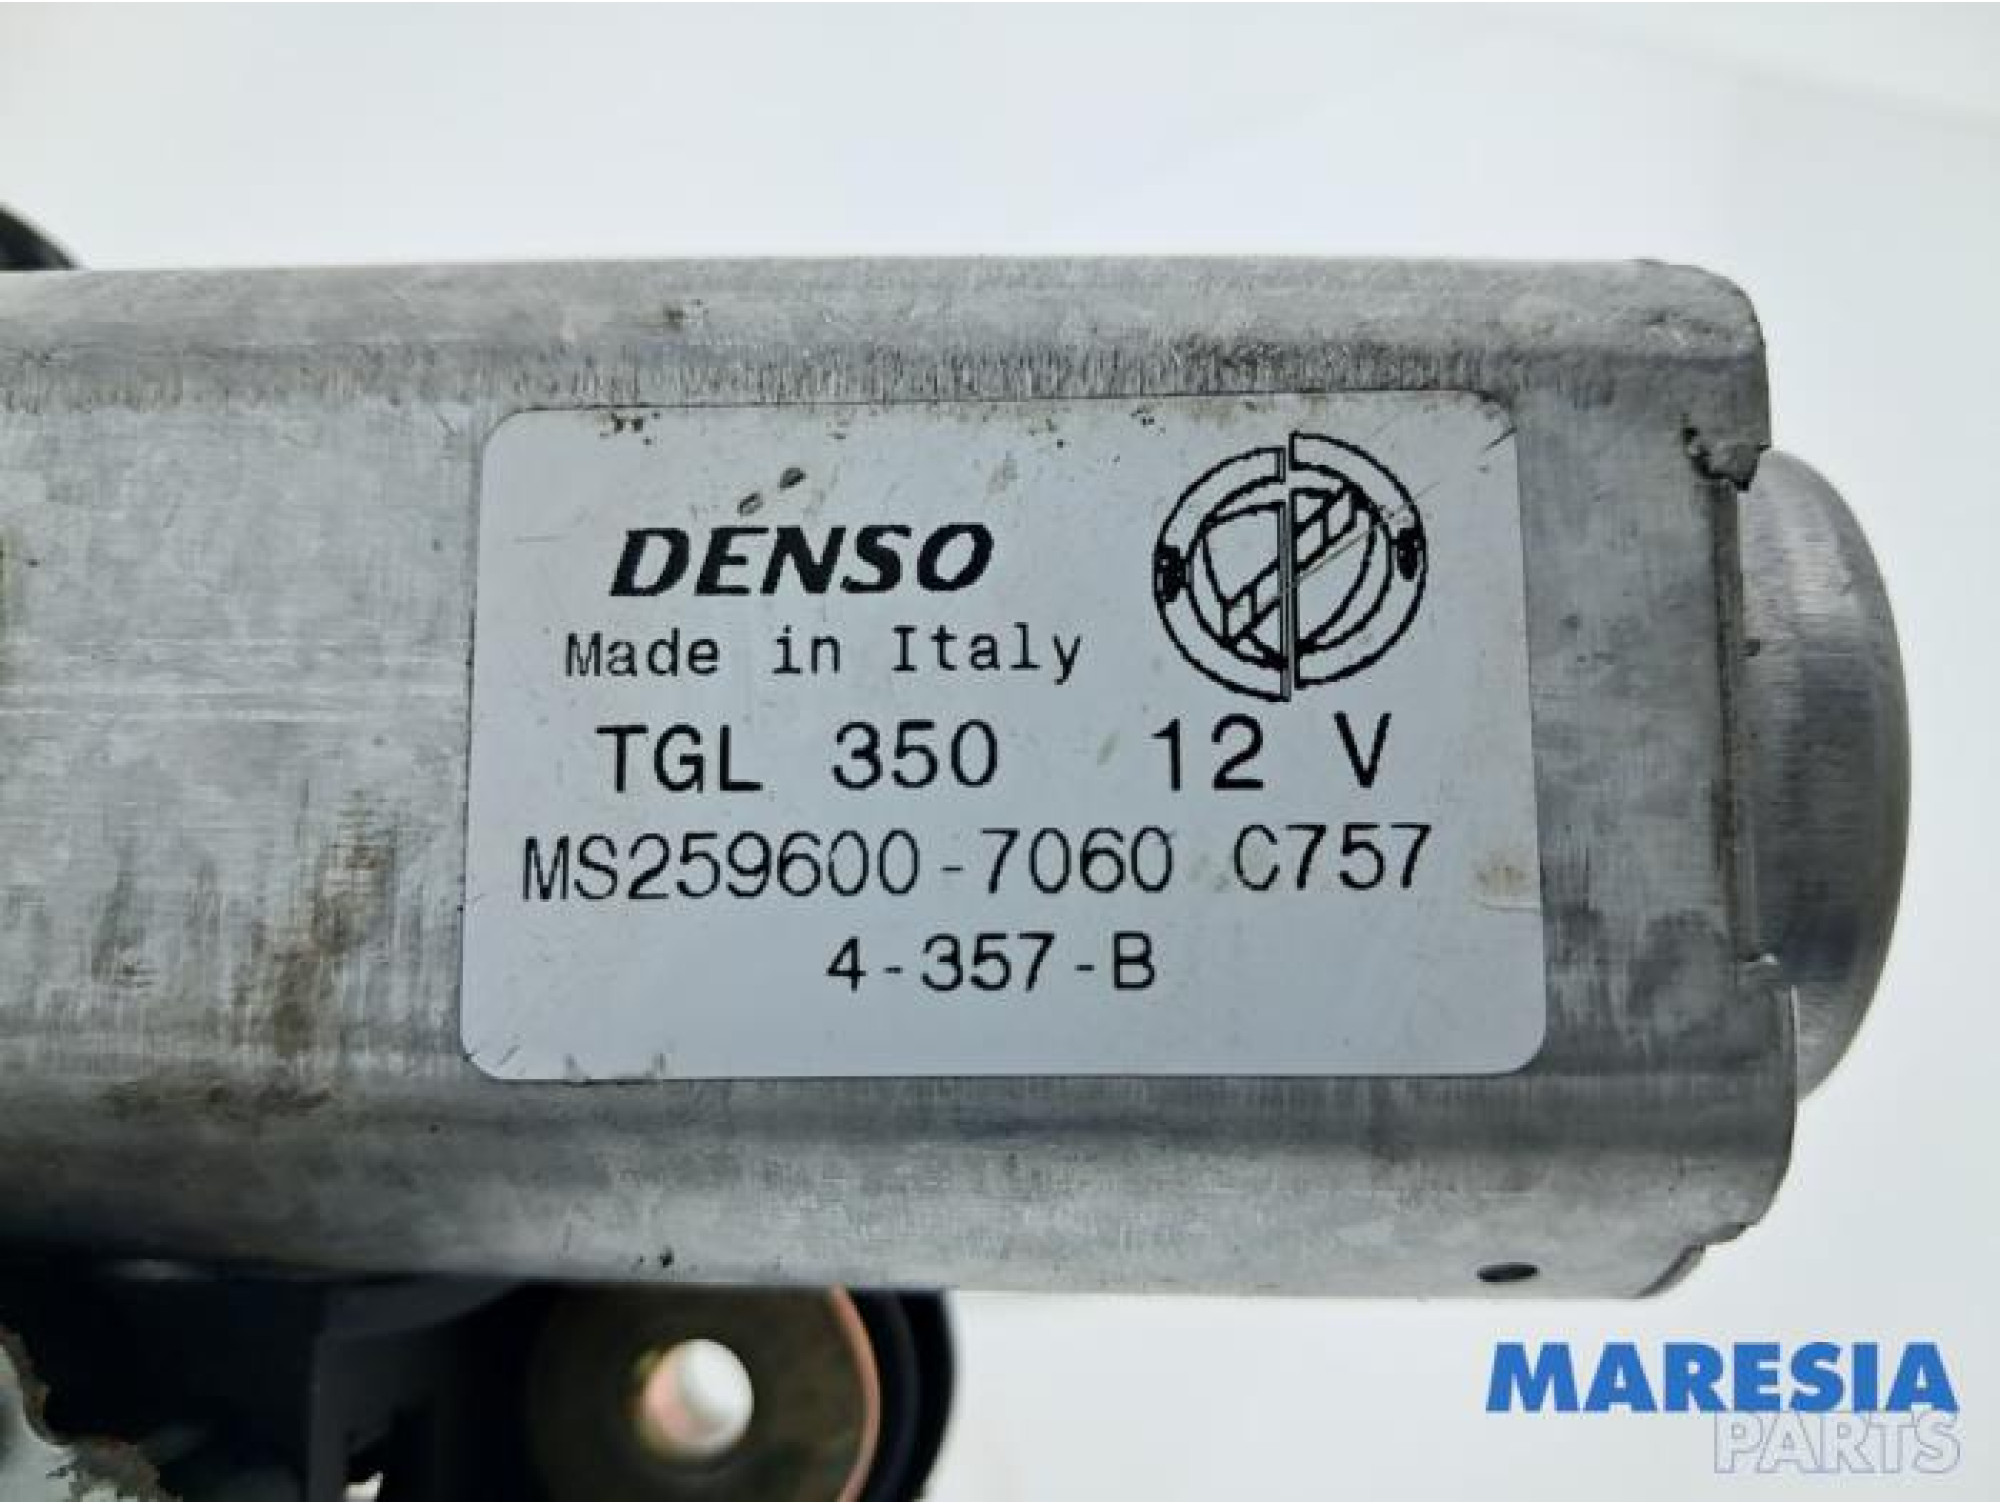 DENSO
Made in Italy
TGL 350 12 V
MS259600-7060 C757
4-357-B
MARESIA
PARTS